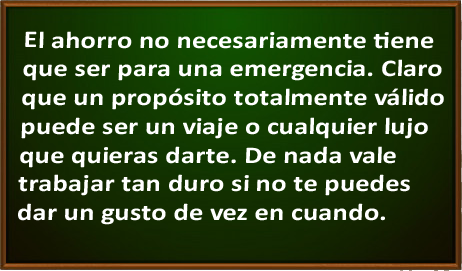 El ahorro no necesariamente tiene
que ser para una emergencia. Claro
que un propósito totalmente válido
puede ser un viaje o cualquier lujo
que quieras darte. De nada vale
trabajar tan duro si no te puedes
dar un gusto de vez en cuando.